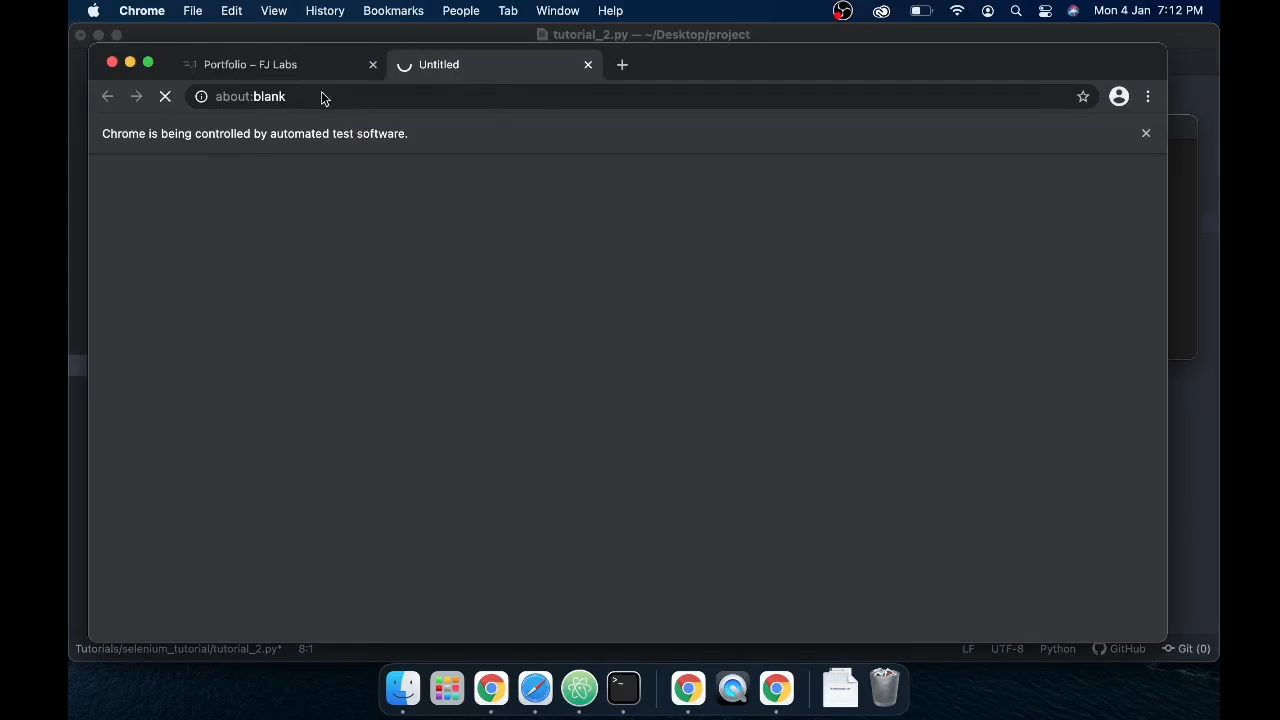 Chrome File Edit View History Bookmarks People Tab Window Help Mon 4 Jan 7:12 PM
tutorial_2.py — ~/Desktop/project
Portfolio – FJ Labs Untitled
about:blank
Chrome is being controlled by automated test software.
Tutorials/selenium_tutorial/tutorial_2.py* 8:1 LF UTF-8 Python GitHub Git (0)